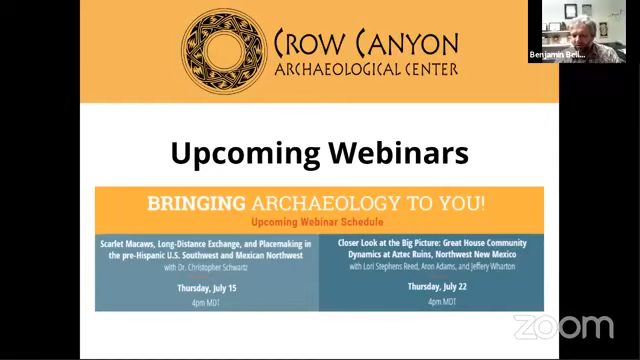 CROW CANYON
ARCHAEOLOGICAL CENTER
Benjamin Bell...
Upcoming Webinars
BRINGING ARCHAEOLOGY TO YOU!
Upcoming Webinar Schedule
Scarlet Macaws, Long-Distance Exchange, and Placemaking in
the pre-Hispanic U.S. Southwest and Mexican Northwest
with Dr. Christopher Schwartz
Thursday, July 15
4pm MDT
Closer Look at the Big Picture: Great House Community
Dynamics at Aztec Ruins, Northwest New Mexico
with Lori Stephens Reed, Aron Adams, and Jeffery Wharton
Thursday, July 22
4pm MDT
zoom